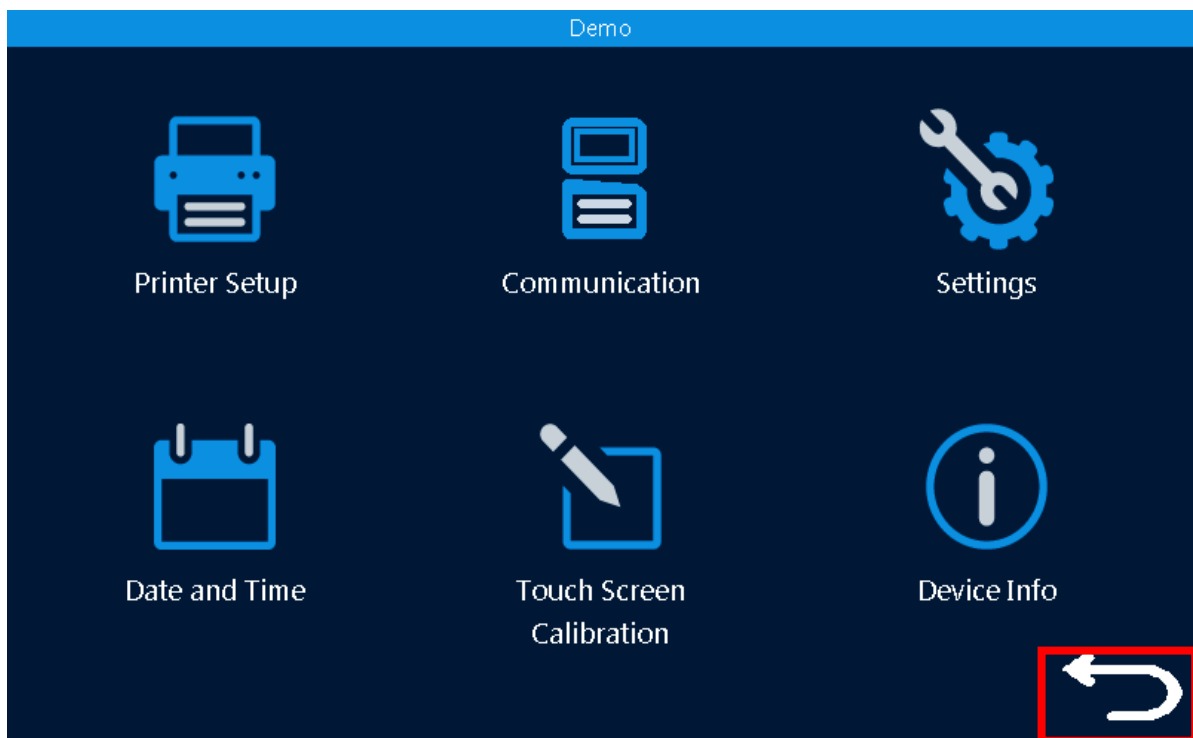 Demo
Printer Setup
Communication
Settings
Date and Time
Touch Screen
Calibration
Device Info